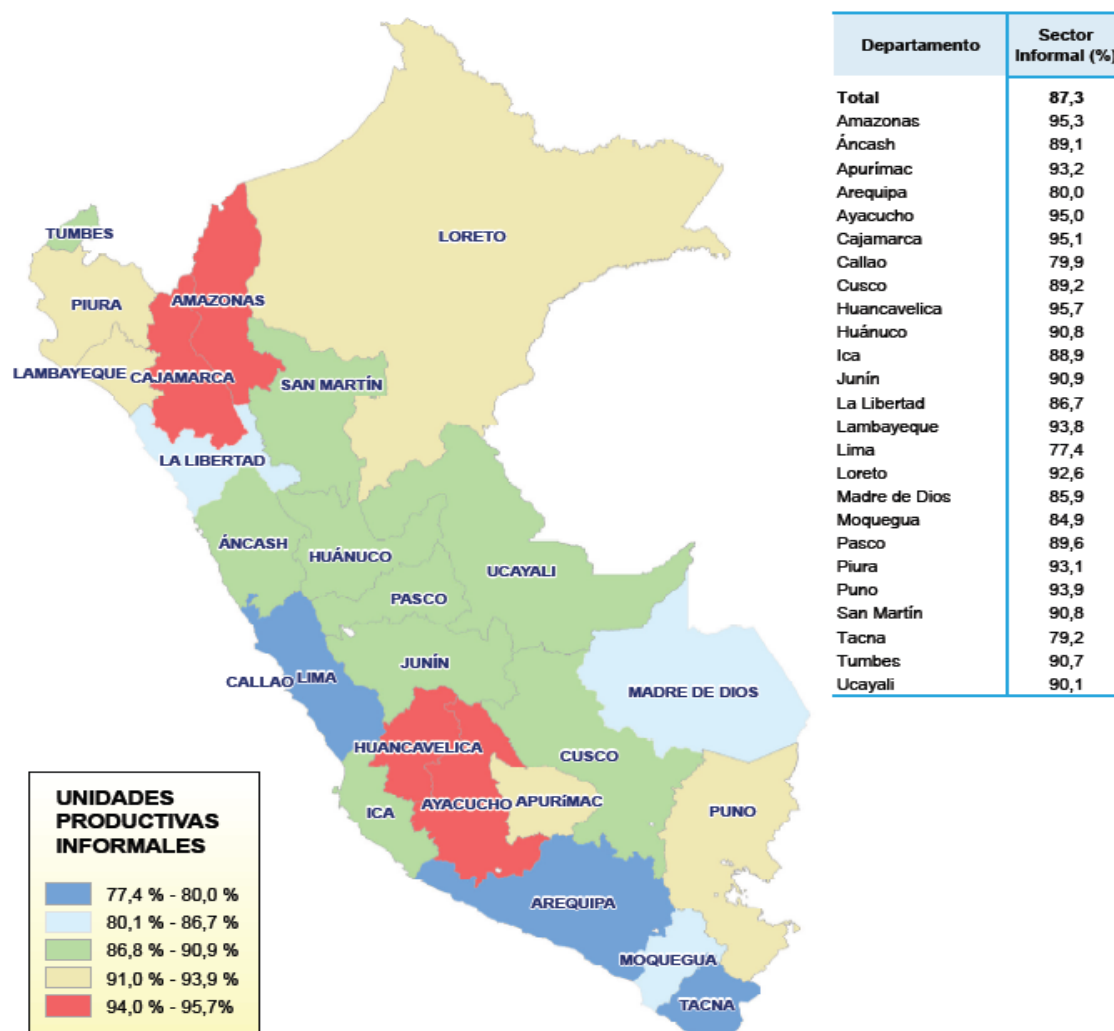 Departamento Sector Informal (%)
Total 87,3
Amazonas 95,3
Áncash 89,1
Apurímac 93,2
Arequipa 80,0
Ayacucho 95,0
Cajamarca 95,1
Callao 79,9
Cusco 89,2
Huancavelica 95,7
Huánuco 90,8
Ica 88,9
Junín 90,9
La Libertad 86,7
Lambayeque 93,8
Lima 77,4
Loreto 92,6
Madre de Dios 85,9
Moquegua 84,9
Pasco 89,6
Piura 93,1
Puno 93,9
San Martín 90,8
Tacna 79,2
Tumbes 90,7
Ucayali 90,1
TUMBES
LORETO
PIURA
AMAZONAS
LAMBAYEQUE
CAJAMARCA
SAN MARTÍN
LA LIBERTAD
ÁNCASH
HUÁNUCO
UCAYALI
PASCO
JUNÍN
CALLAO
LIMA
MADRE DE DIOS
HUANCAVELICA
CUSCO
ICA
AYACUCHO
APURíMAC
PUNO
AREQUIPA
MOQUEGUA
TACNA
UNIDADES
PRODUCTIVAS
INFORMALES
77,4 % - 80,0 %
80,1 % - 86,7 %
86,8 % - 90,9 %
91,0 % - 93,9 %
94,0 % - 95,7%